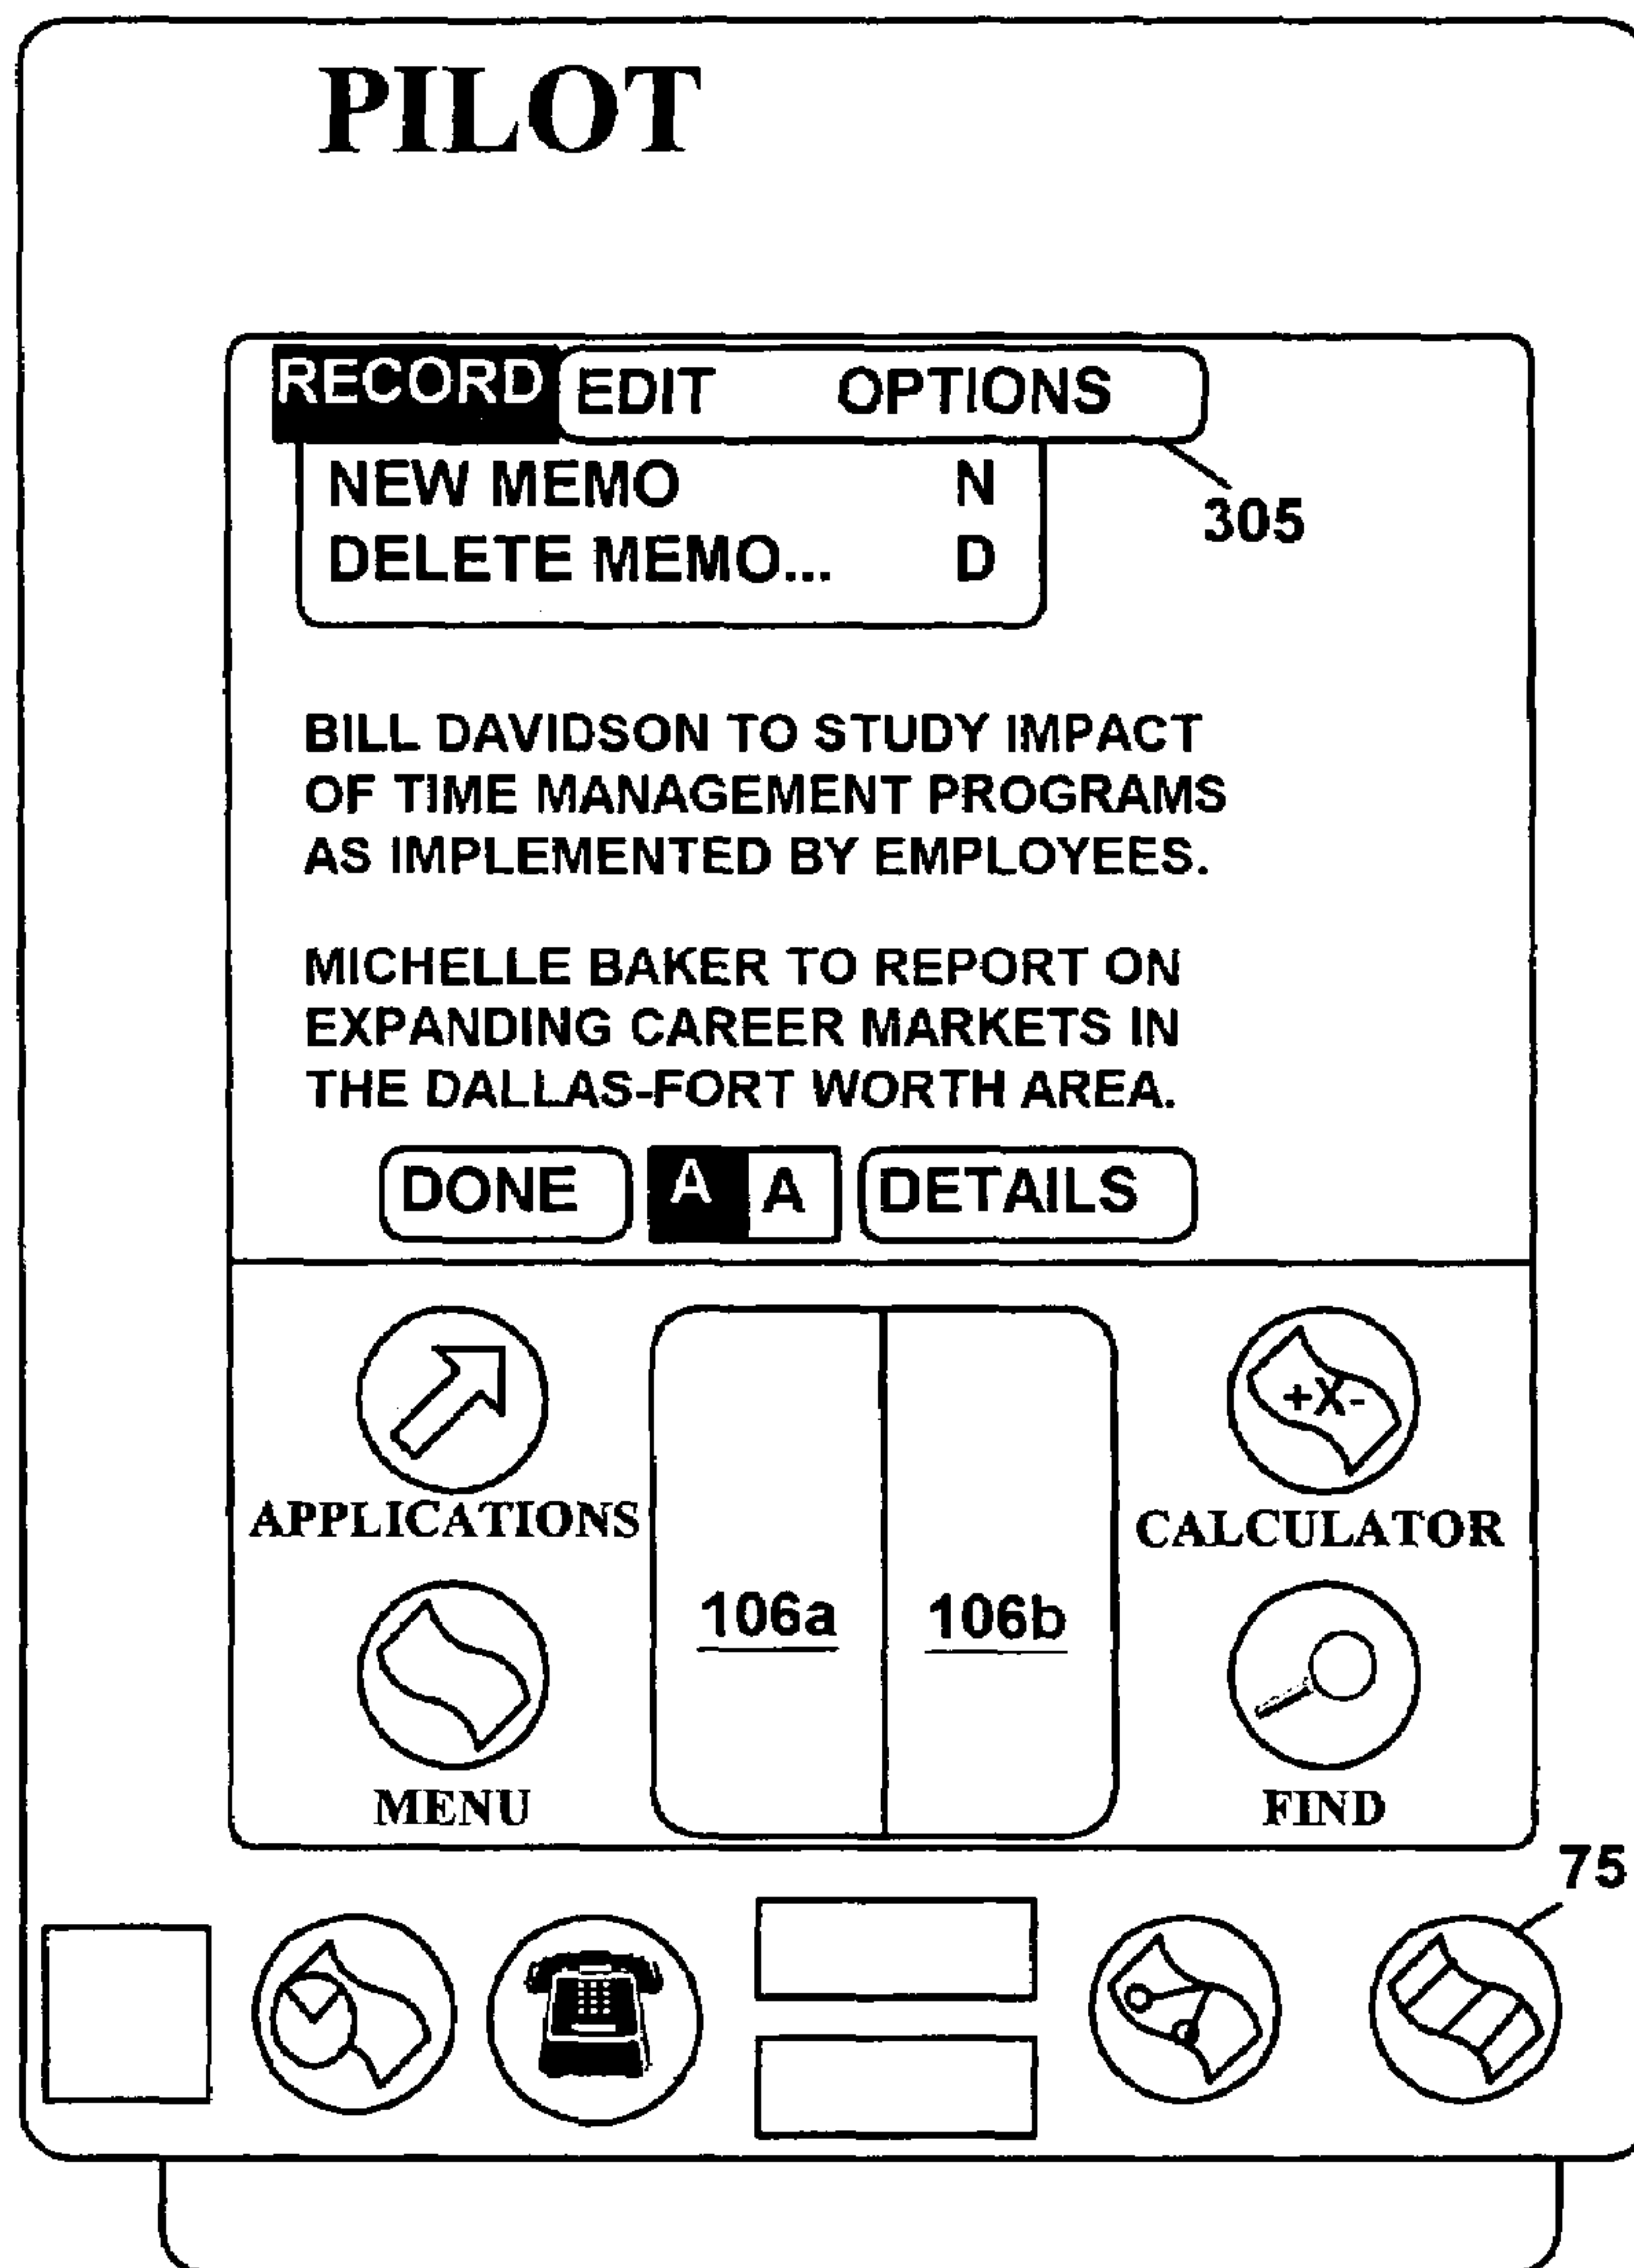 PILOT
RECORD EDIT OPTIONS
NEW MEMO N
305
DELETE MEMO... D
BILL DAVIDSON TO STUDY IMPACT
OF TIME MANAGEMENT PROGRAMS
AS IMPLEMENTED BY EMPLOYEES.
MICHELLE BAKER TO REPORT ON
EXPANDING CAREER MARKETS IN
THE DALLAS-FORT WORTH AREA.
DONE A A DETAILS
+X-
APPLICATIONS CALCULATOR
106a 106b
MENU FIND
75